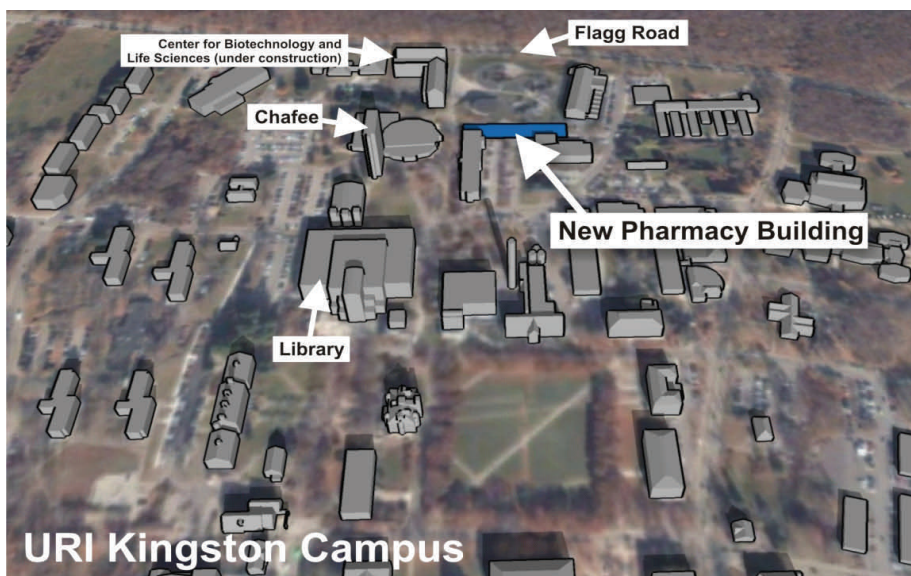 Flagg Road
Center for Biotechnology and
Life Sciences (under construction)
Chafee
New Pharmacy Building
Library
URI Kingston Campus